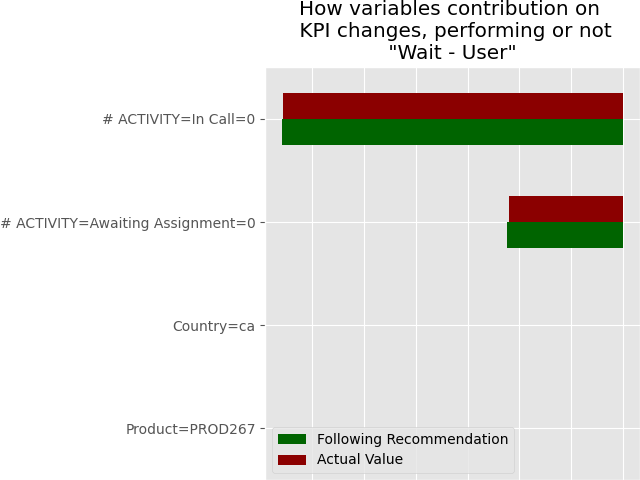 How variables contribution on
KPI changes, performing or not
"Wait - User"
# ACTIVITY=In Call=0
# ACTIVITY=Awaiting Assignment=0
Country=ca
Product=PROD267
Following Recommendation
Actual Value